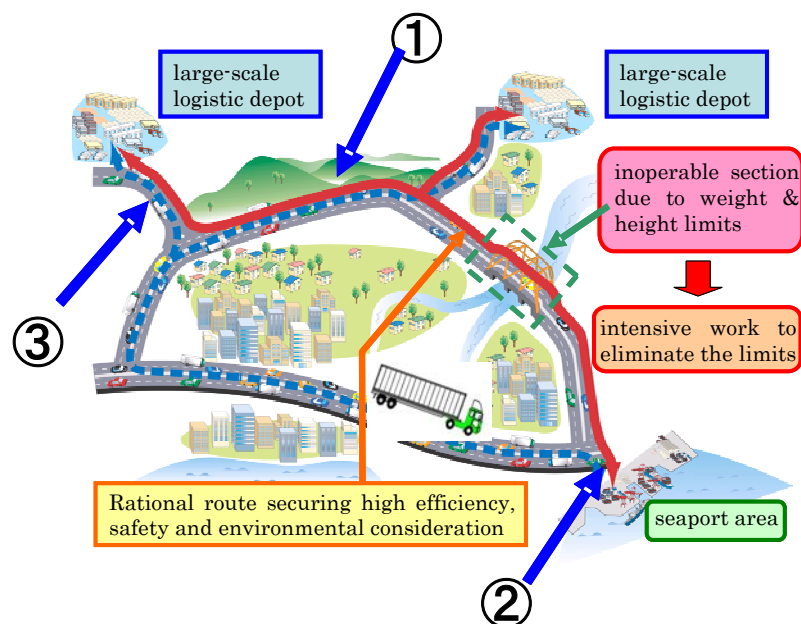 ①
large-scale
logistic depot
large-scale
logistic depot
inoperable section
due to weight &
height limits
③
intensive work to
eliminate the limits
Rational route securing high efficiency,
safety and environmental consideration
seaport area
②